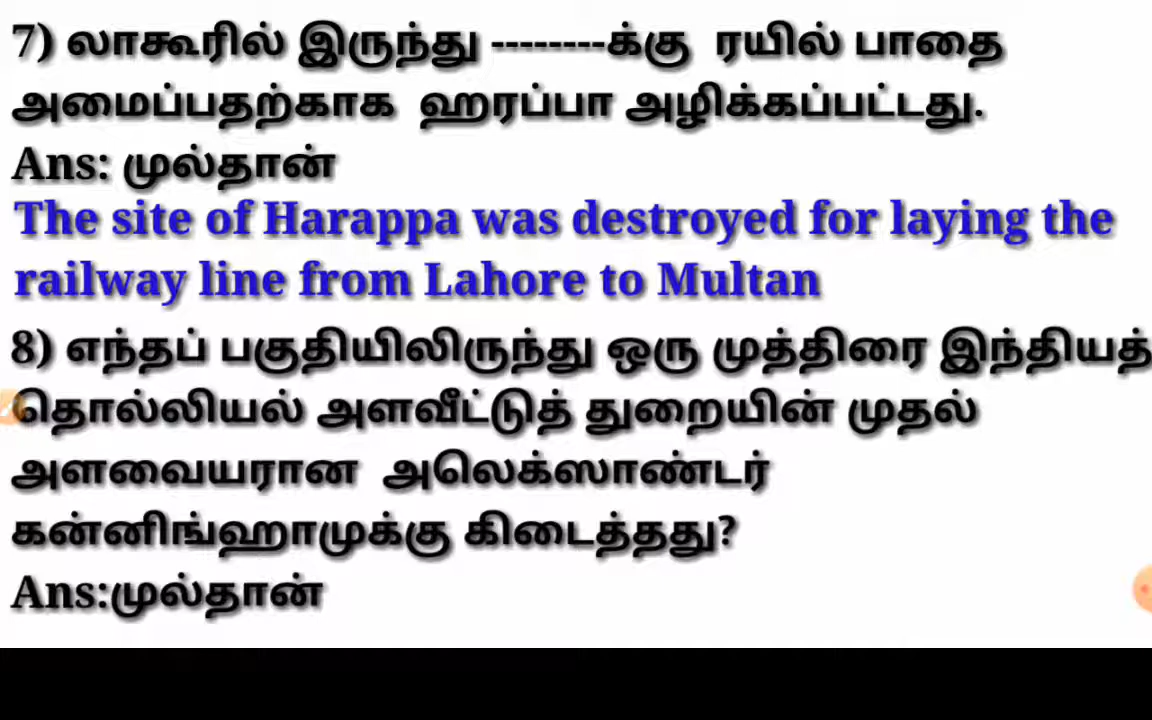 7) லாகூரில் இருந்து --------க்கு ரயில் பாதை
அமைப்பதற்காக ஹரப்பா அழிக்கப்பட்டது.
Ans: முல்தான்
The site of Harappa was destroyed for laying the
railway line from Lahore to Multan
8) எந்தப் பகுதியிலிருந்து ஒரு முத்திரை இந்தியத்
தொல்லியல் அளவீட்டுத் துறையின் முதல்
அளவையரான அலெக்ஸாண்டர்
கன்னிங்ஹாமுக்கு கிடைத்தது?
Ans:முல்தான்